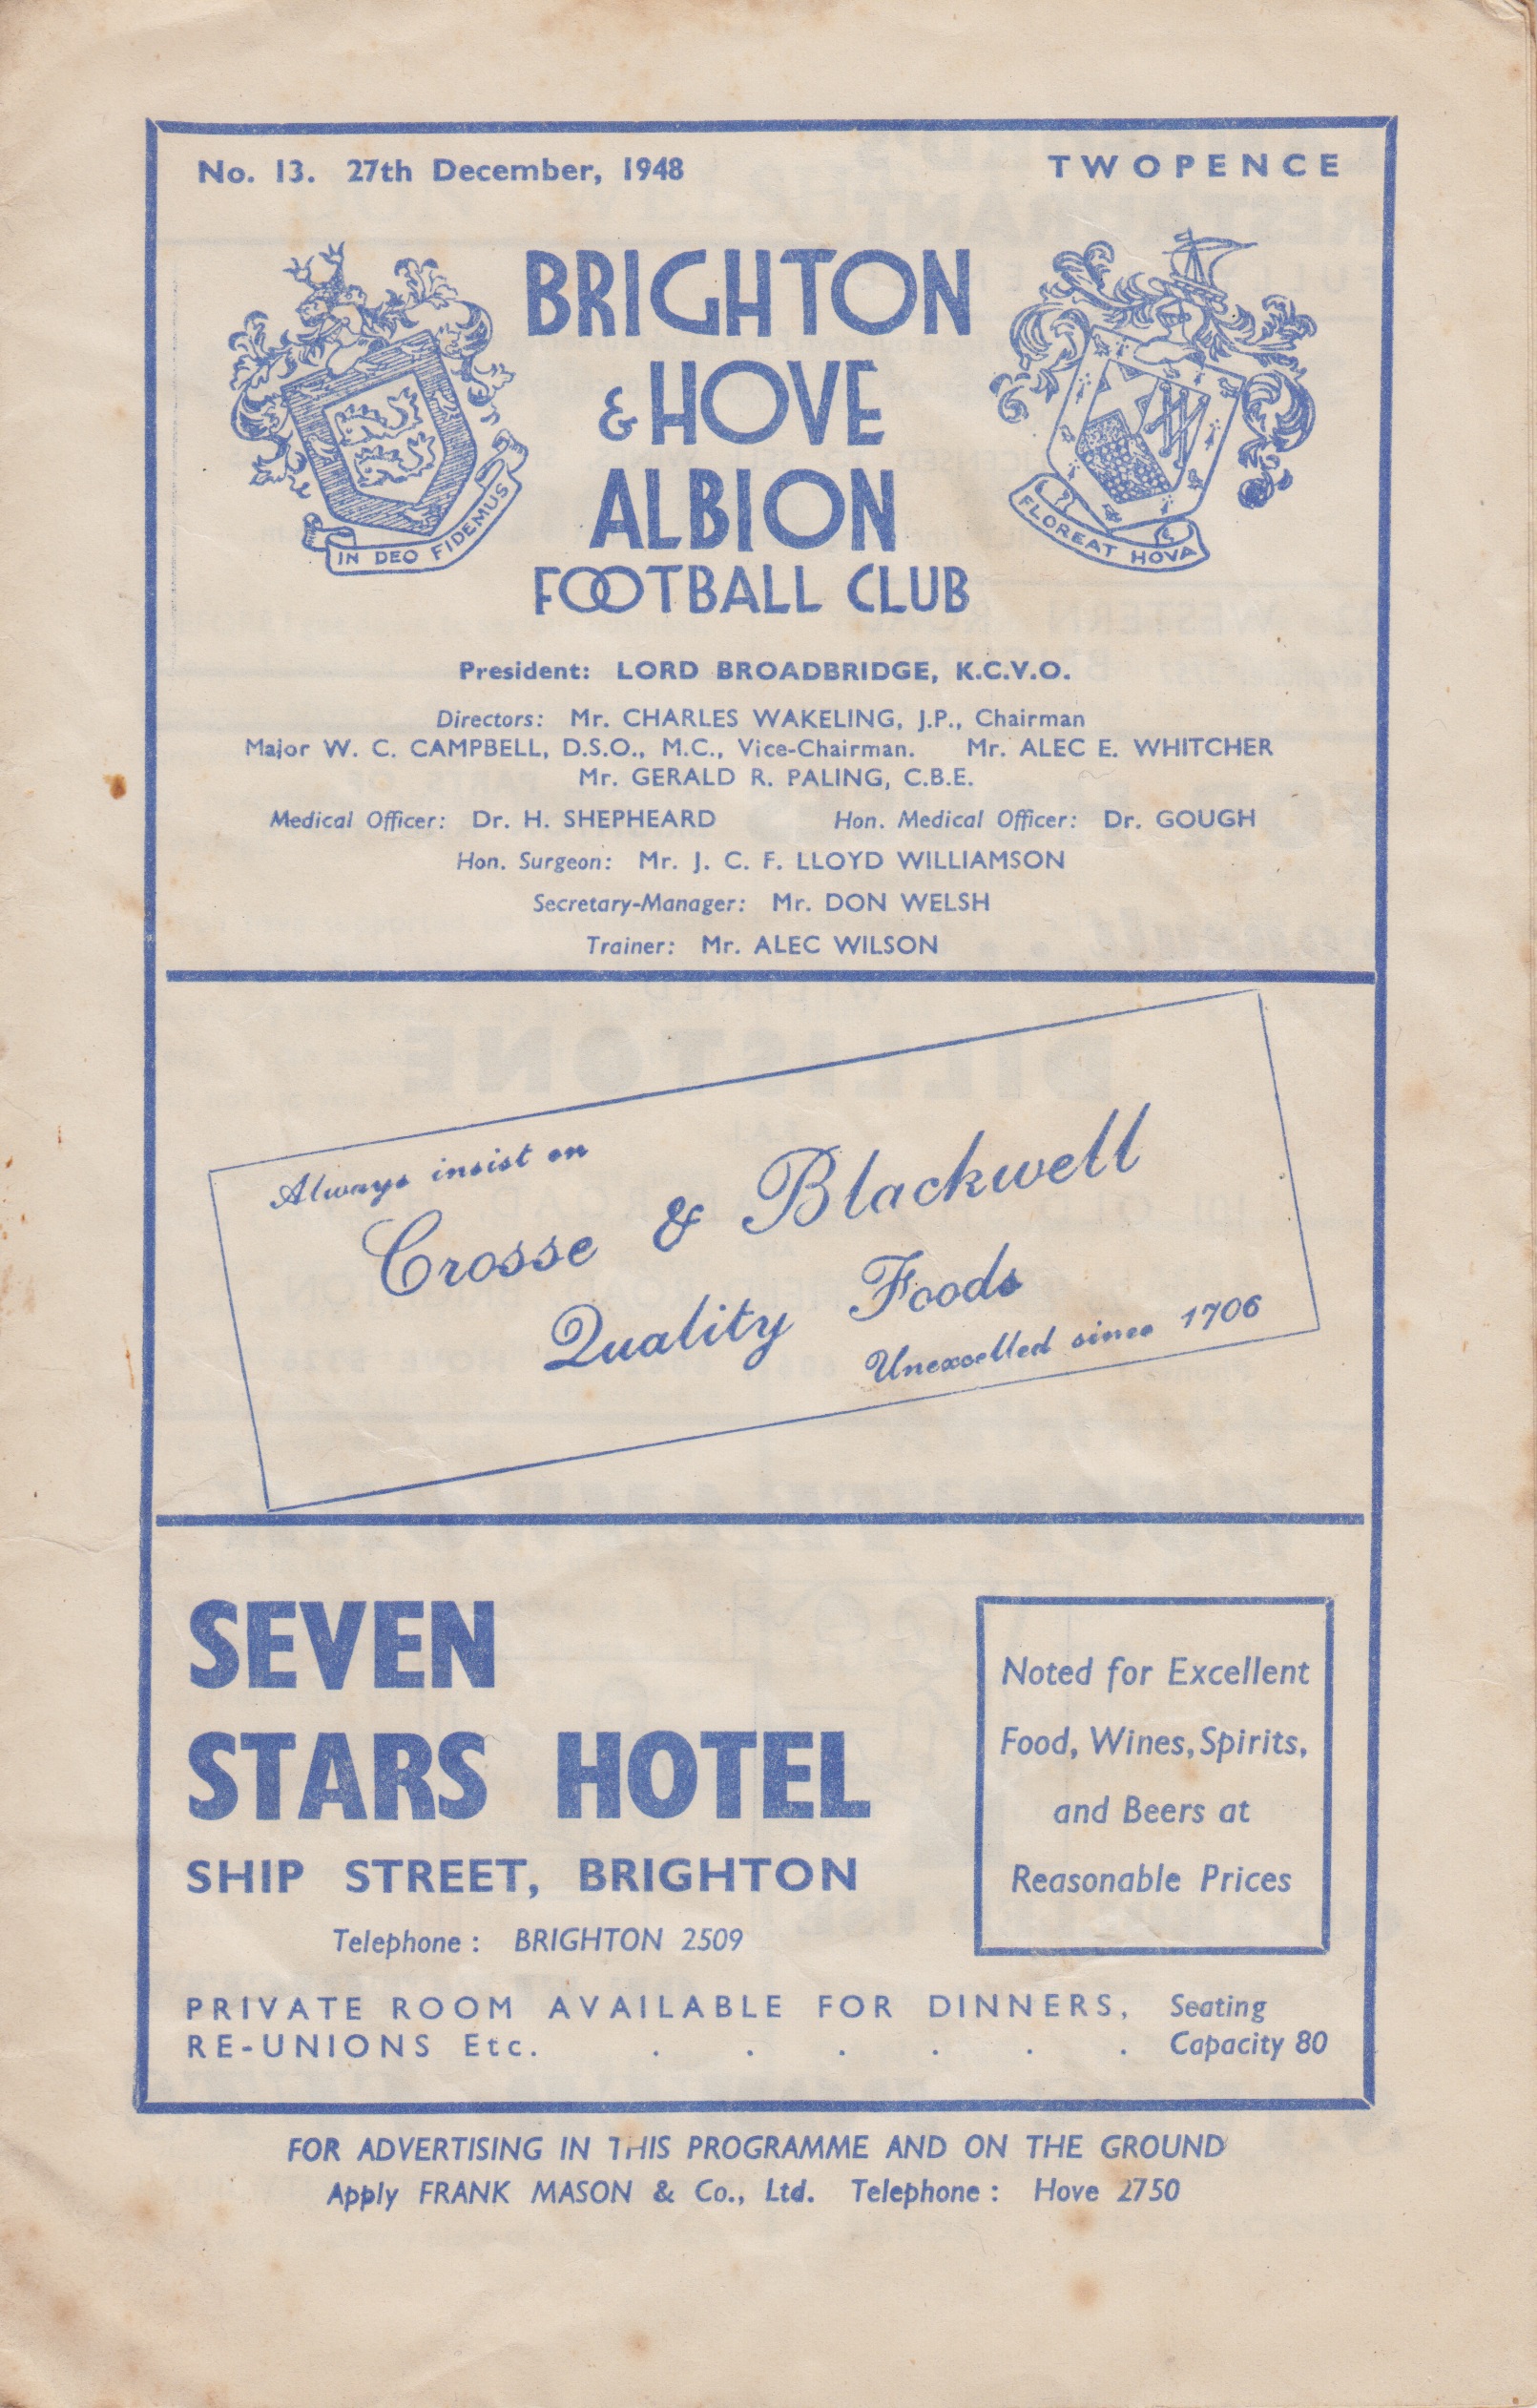 No. 13. 27th December, 1948
TWOPENCE
BRIGHTON
& HOVE
ALBION
FOOTBALL CLUB
IN DEO FIDEMUS
FLOREAT HOVA
President: LORD BROADBRIDGE, K.C.V.O.
Directors: Mr. CHARLES WAKELING, J.P., Chairman
Major W. C. CAMPBELL, D.S.O., M.C., Vice-Chairman. Mr. ALEC E. WHITCHER
Mr. GERALD R. PALING, C.B.E.
Medical Officer: Dr. H. SHEPHEARD Hon. Medical Officer: Dr. GOUGH
Hon. Surgeon: Mr. J. C. F. LLOYD WILLIAMSON
Secretary-Manager: Mr. DON WELSH
Trainer: Mr. ALEC WILSON
Always insist on
Crosse & Blackwell
Quality Foods
Unexcelled since 1706
SEVEN
STARS HOTEL
SHIP STREET, BRIGHTON
Telephone : BRIGHTON 2509
Noted for Excellent
Food, Wines, Spirits,
and Beers at
Reasonable Prices
PRIVATE ROOM AVAILABLE FOR DINNERS, Seating
RE-UNIONS Etc. . . . . . . Capacity 80
FOR ADVERTISING IN THIS PROGRAMME AND ON THE GROUND
Apply FRANK MASON & Co., Ltd. Telephone : Hove 2750